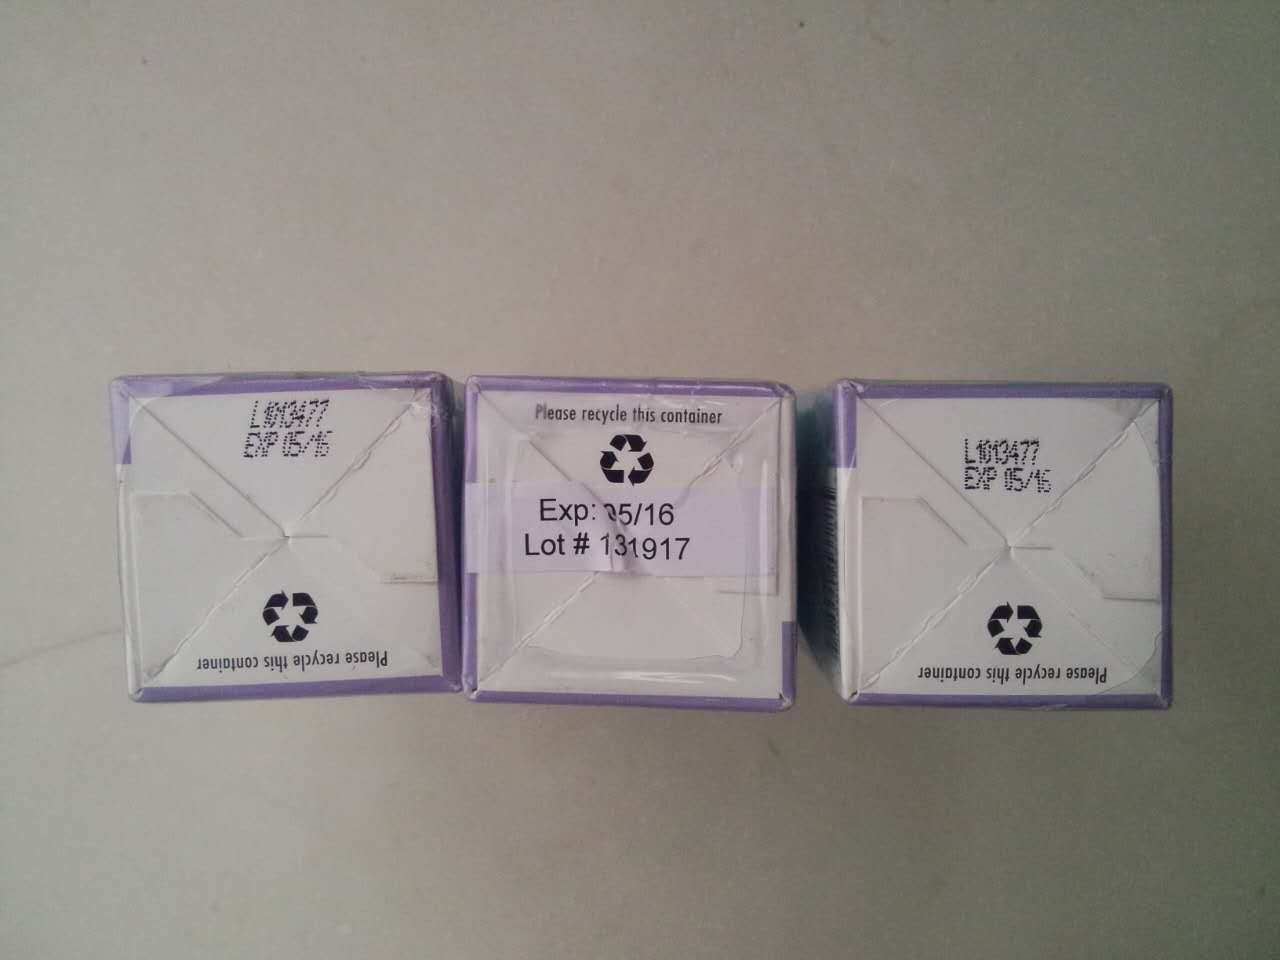 L1013477
EXP 05/16
Please recycle this container
Please recycle this container
Exp: 05/16
Lot # 131917
L1013477
EXP 05/16
Please recycle this container